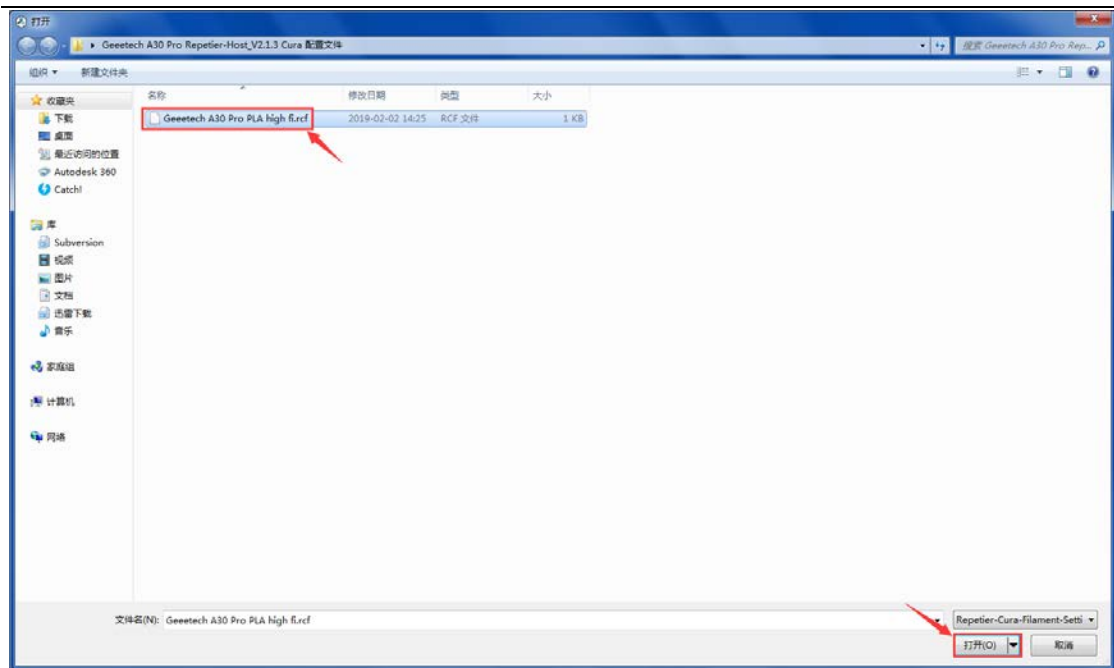 打开
Geeetech A30 Pro Repetier-Host_V2.1.3 Cura 配置文件
搜索 Geeetech A30 Pro Rep...
组织
新建文件夹
名称
修改日期
类型
大小
Geeetech A30 Pro PLA high fi.rcf
2019-02-02 14:25
RCF 文件
1 KB
收藏夹
下载
桌面
最近访问的位置
Autodesk 360
Catch!
库
Subversion
视频
图片
文档
迅雷下载
音乐
家庭组
计算机
网络
文件名(N):
Geeetech A30 Pro PLA high fi.rcf
Repetier-Cura-Filament-Setti
打开(O)
取消